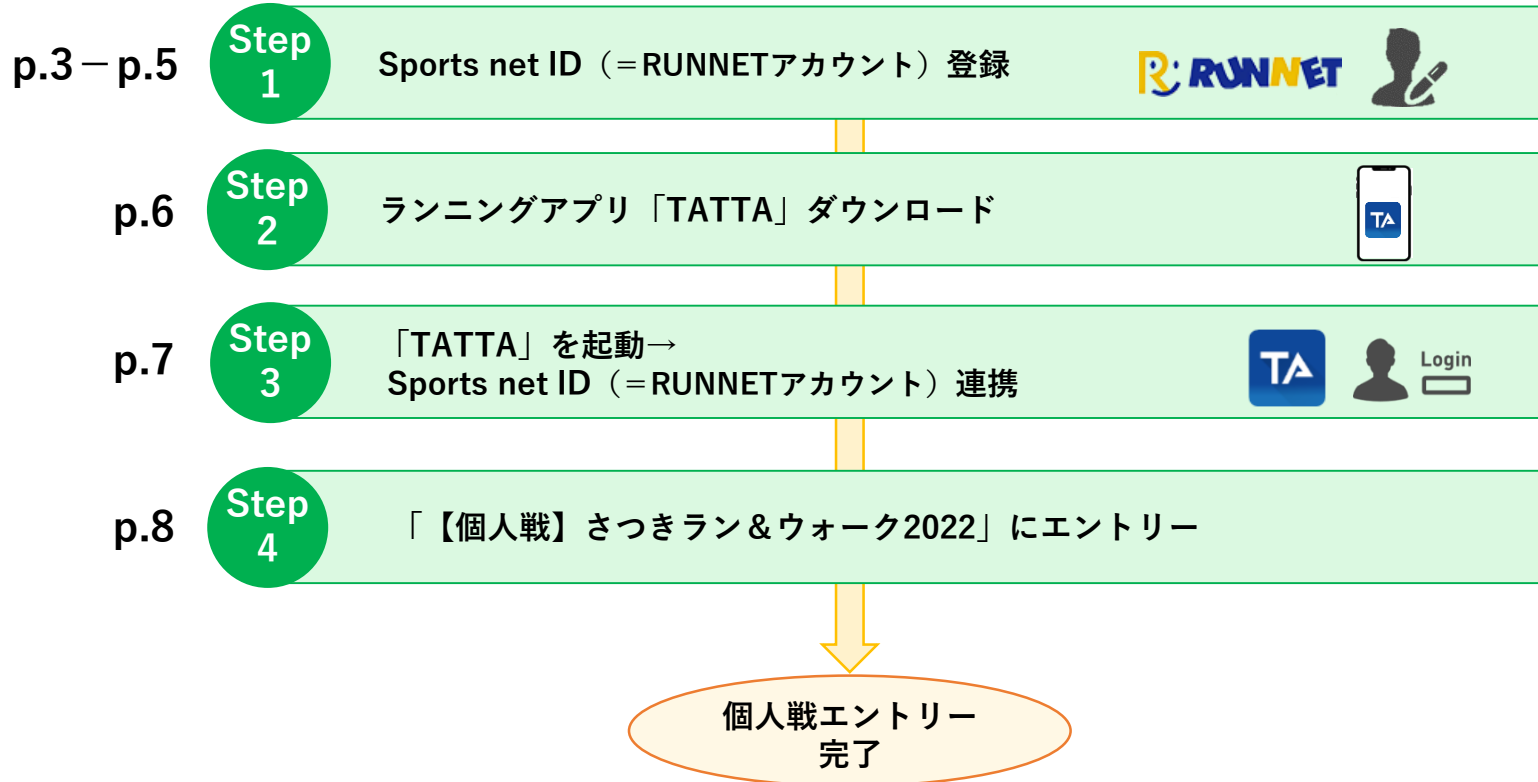 p.3－p.5
Step
1
Sports net ID（＝RUNNETアカウント）登録
R: RUNNET
p.6
Step
2
ランニングアプリ「TATTA」ダウンロード
TA
p.7
Step
3
「TATTA」を起動→
Sports net ID（＝RUNNETアカウント）連携
TA
Login
p.8
Step
4
「【個人戦】さつきラン＆ウォーク2022」にエントリー
個人戦エントリー
完了